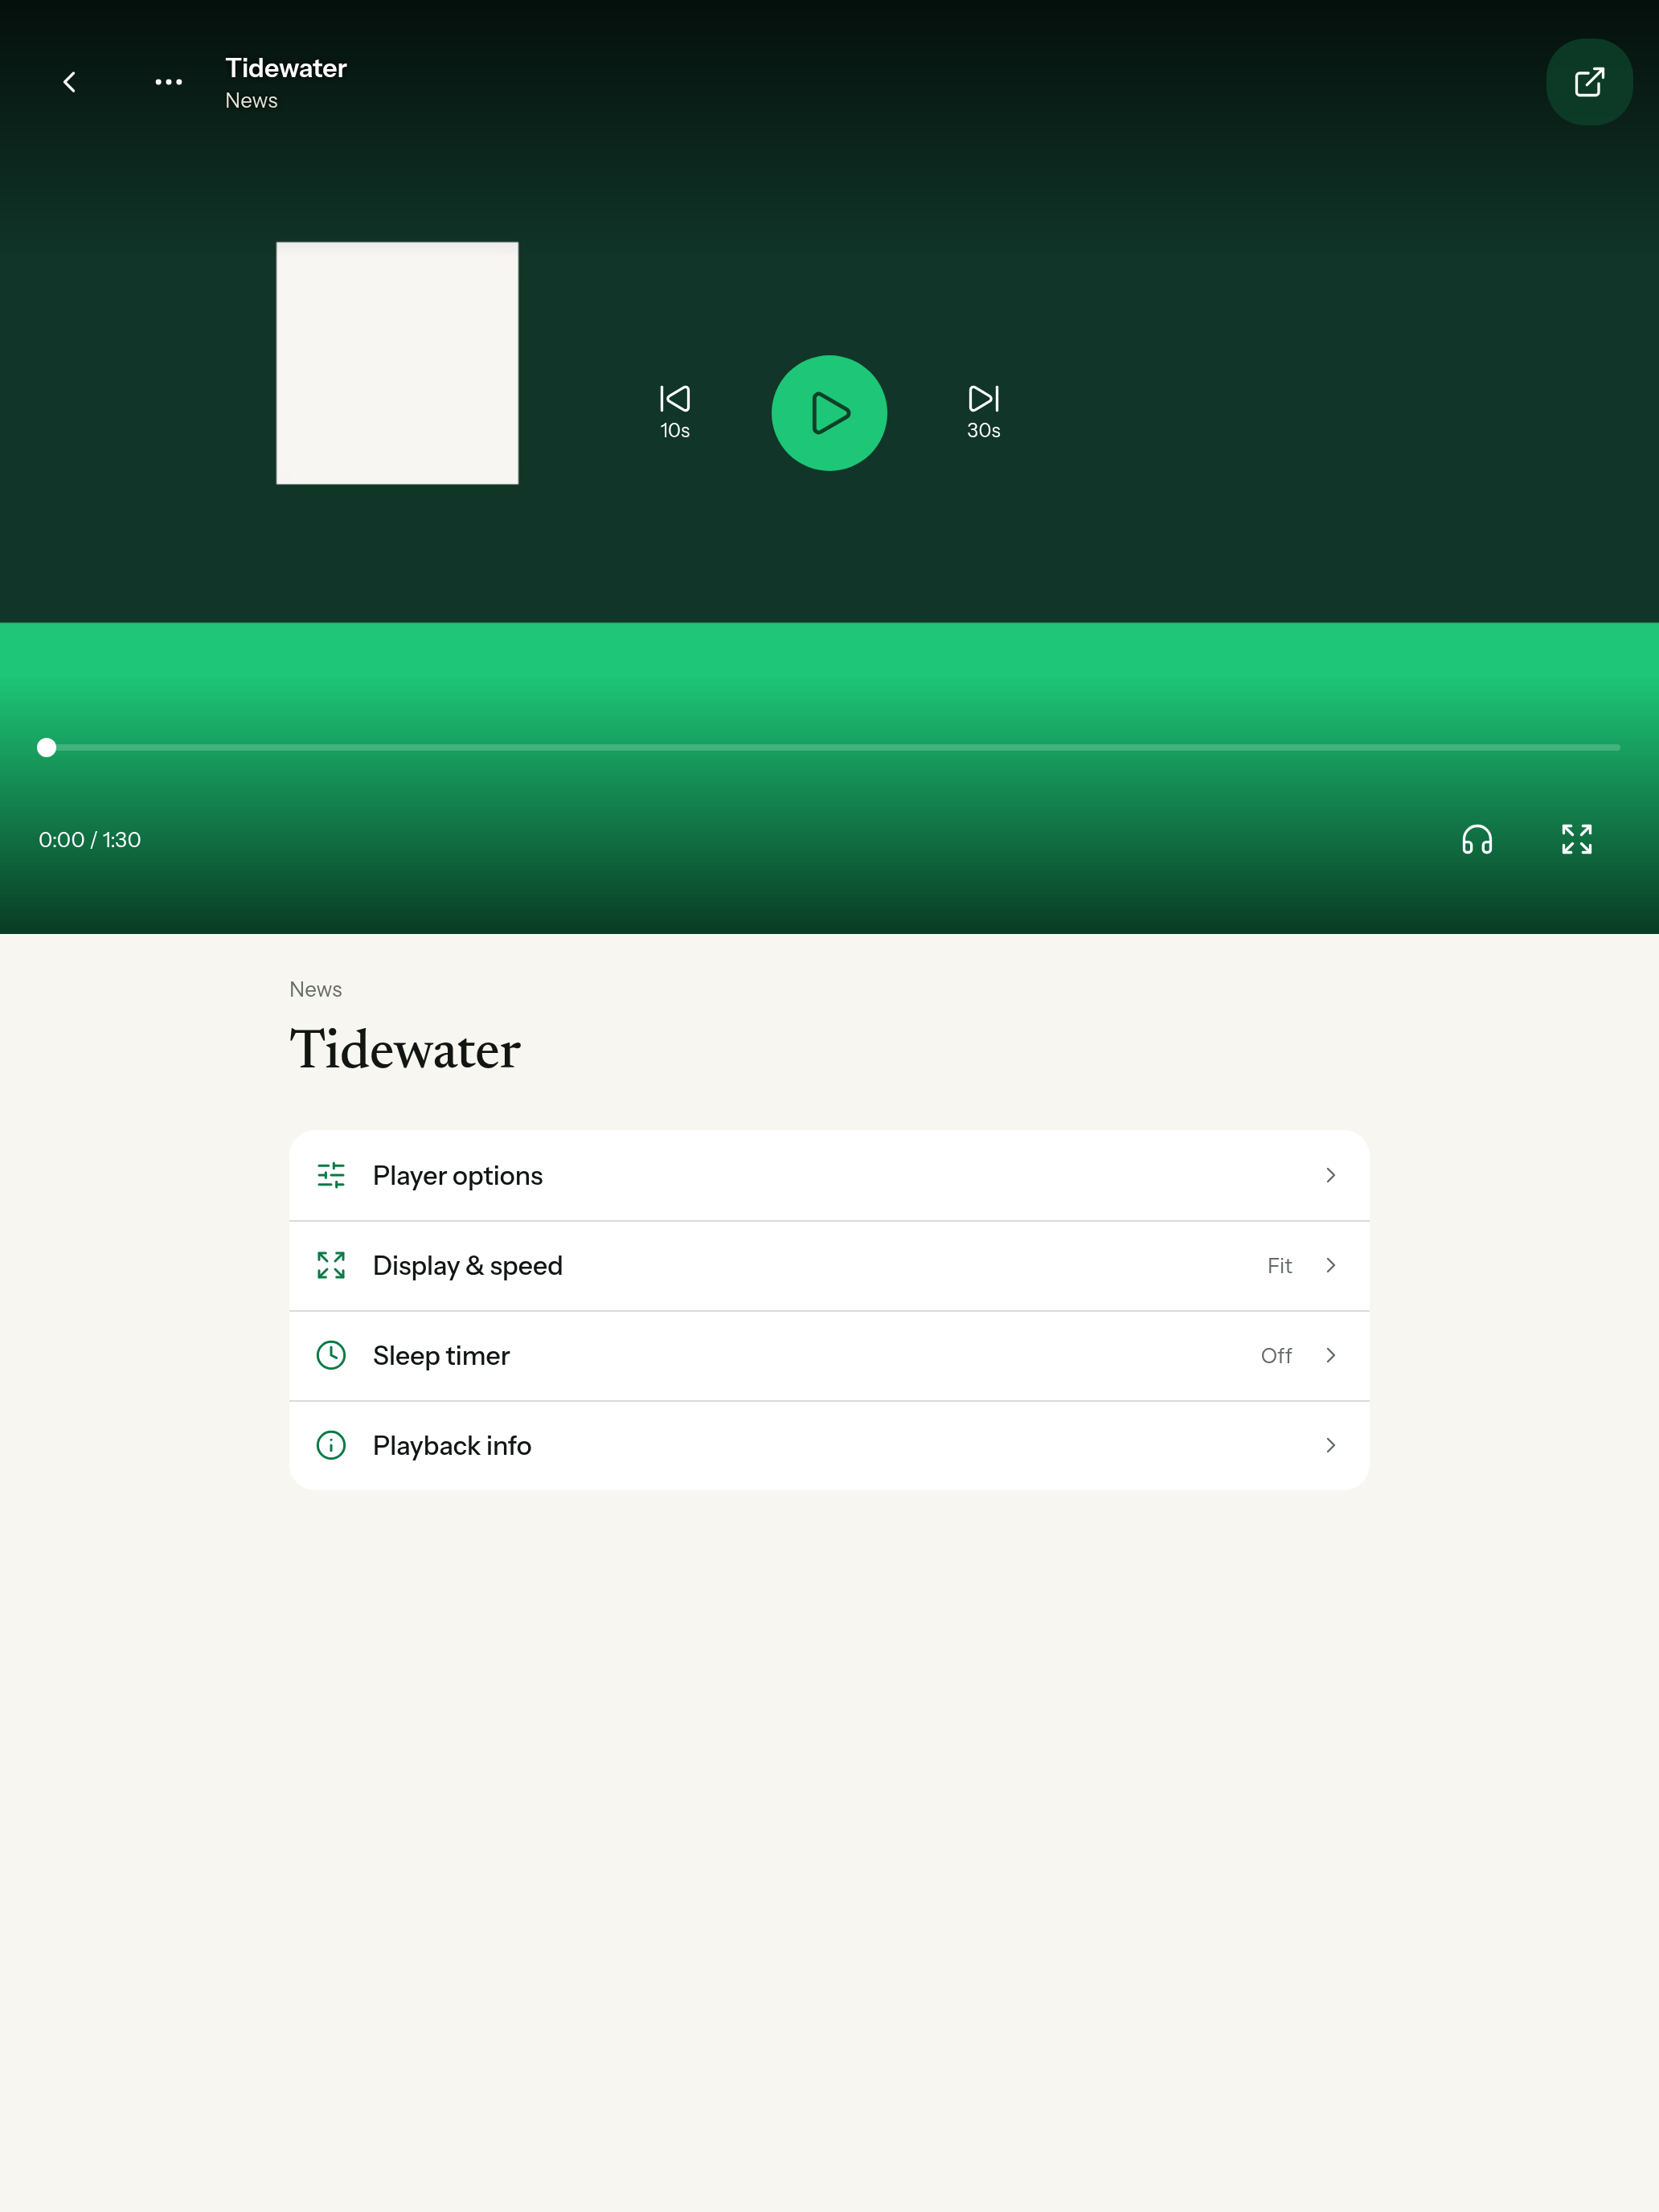 Tidewater
News
10s
30s
0:00 / 1:30
News
Tidewater
Player options
Display & speed
Fit
Sleep timer
Off
Playback info